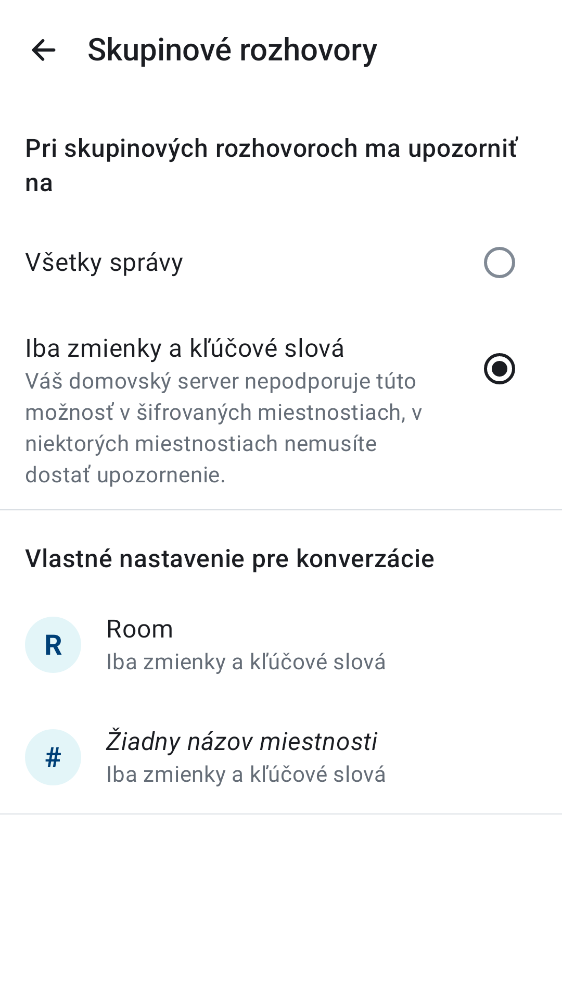 Skupinové rozhovory
Pri skupinových rozhovoroch ma upozorniť
na
Všetky správy
Iba zmienky a kľúčové slová
Váš domovský server nepodporuje túto
možnosť v šifrovaných miestnostiach, v
niektorých miestnostiach nemusíte
dostať upozornenie.
Vlastné nastavenie pre konverzácie
R
Room
Iba zmienky a kľúčové slová
#
Žiadny názov miestnosti
Iba zmienky a kľúčové slová